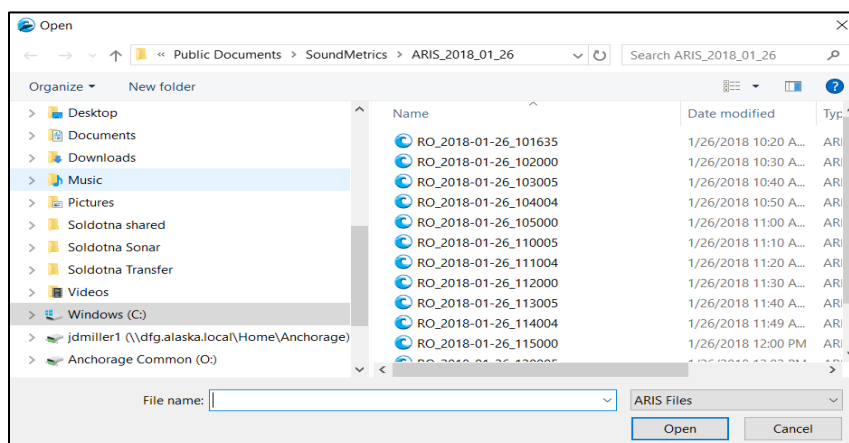 Open
« Public Documents > SoundMetrics > ARIS_2018_01_26
Search ARIS_2018_01_26
Organize
New folder
Name
Date modified
Desktop
Documents
Downloads
Music
Pictures
Soldotna shared
Soldotna Sonar
Soldotna Transfer
Videos
Windows (C:)
jdmiller1 (\\dfg.alaska.local\Home\Anchorage)
Anchorage Common (O:)
RO_2018-01-26_101635 1/26/2018 10:20 A... ARI
RO_2018-01-26_102000 1/26/2018 10:30 A... ARI
RO_2018-01-26_103005 1/26/2018 10:40 A... ARI
RO_2018-01-26_104004 1/26/2018 10:50 A... ARI
RO_2018-01-26_105000 1/26/2018 11:00 A... ARI
RO_2018-01-26_110005 1/26/2018 11:10 A... ARI
RO_2018-01-26_111004 1/26/2018 11:20 A... ARI
RO_2018-01-26_112000 1/26/2018 11:30 A... ARI
RO_2018-01-26_113005 1/26/2018 11:40 A... ARI
RO_2018-01-26_114004 1/26/2018 11:49 A... ARI
RO_2018-01-26_115000 1/26/2018 12:00 PM ARI
File name:
ARIS Files
Open
Cancel